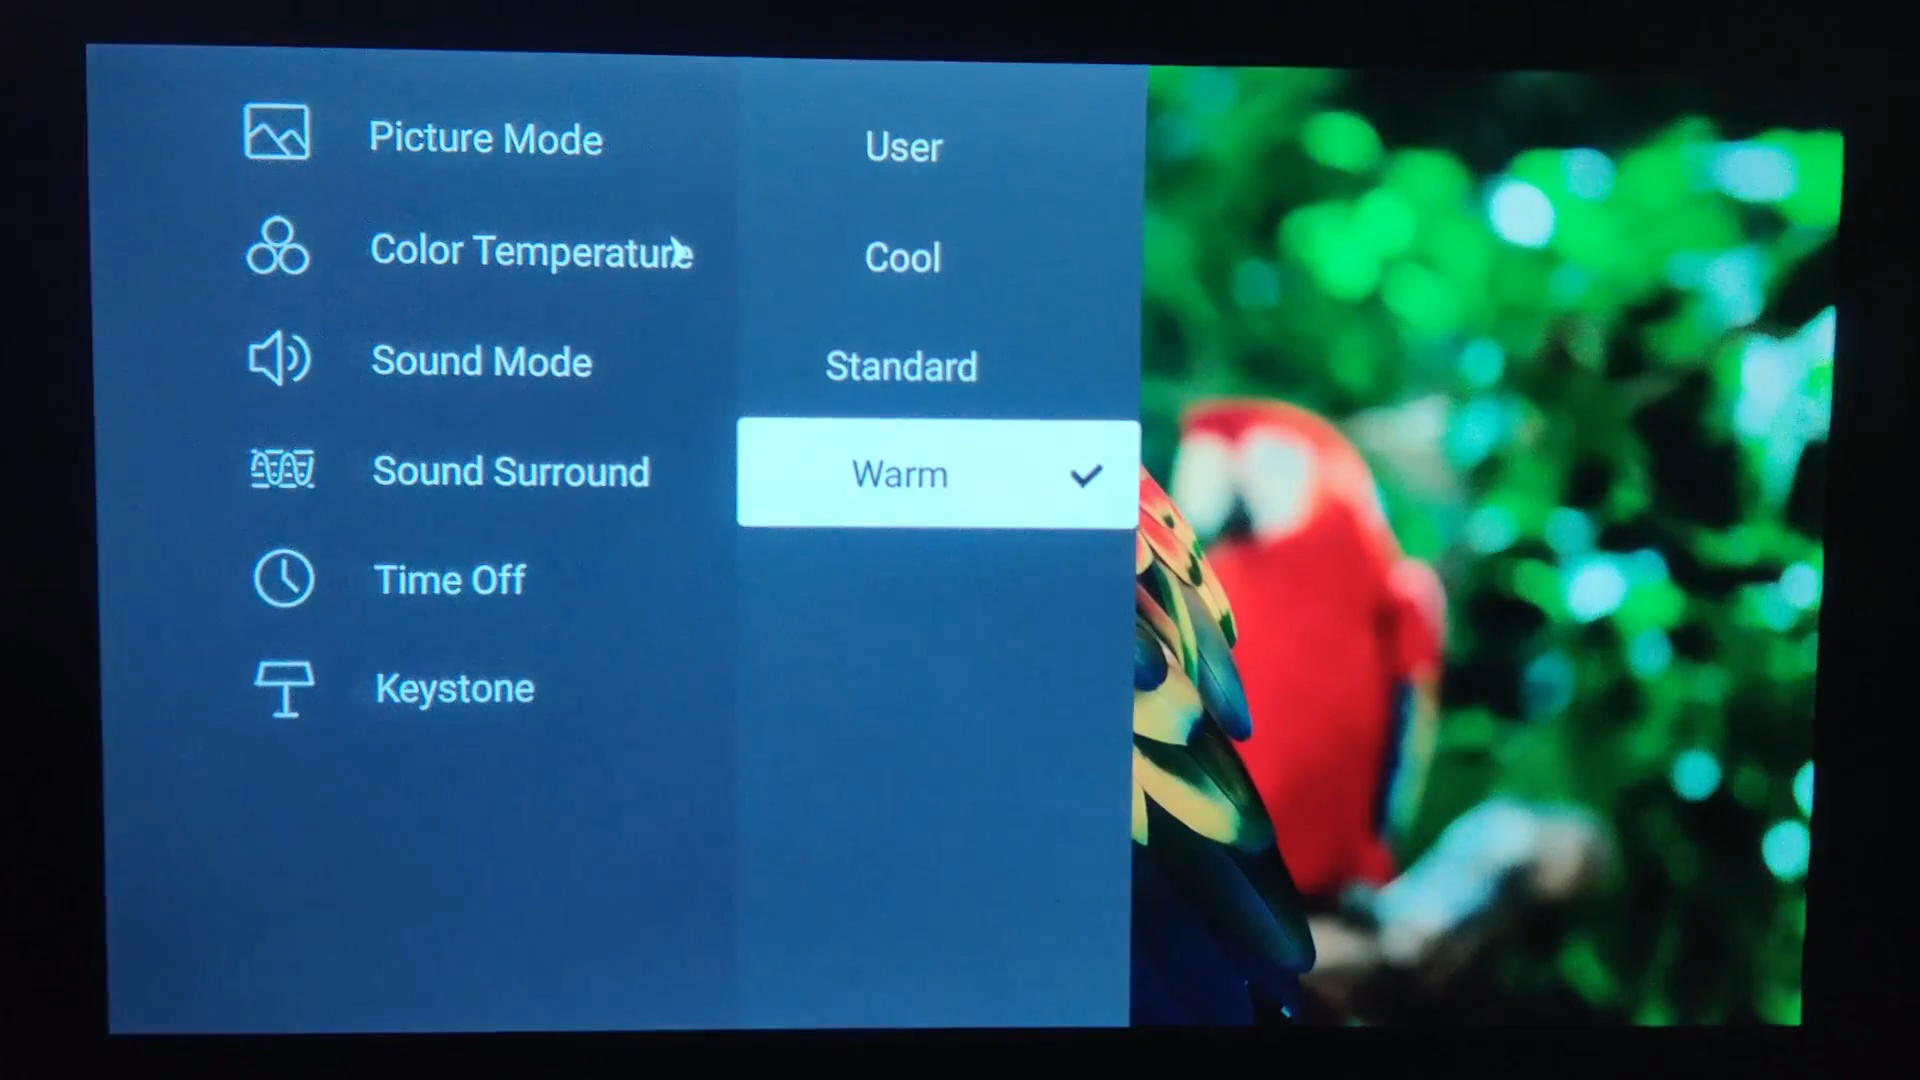 Picture Mode
Color Temperature
Sound Mode
Sound Surround
Time Off
Keystone
User
Cool
Standard
Warm